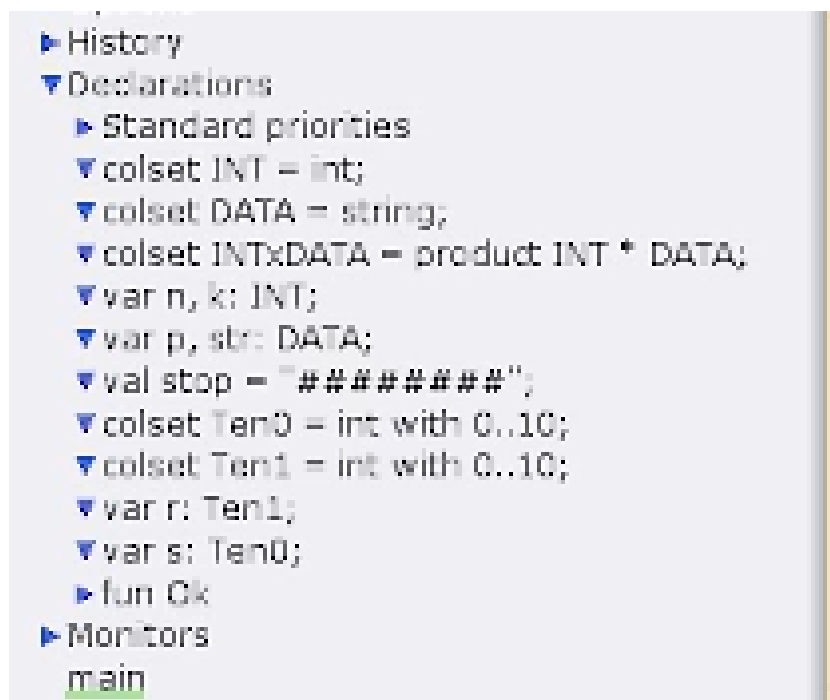 History
Declarations
Standard priorities
colset INT = int;
colset DATA = string;
colset INTxDATA = product INT * DATA;
var n, k: INT;
var p, str: DATA;
val stop = "########";
colset Ten0 = int with 0..10;
colset Ten1 = int with 0..10;
var r: Ten1;
var s: Ten0;
fun Ok
Monitors
main